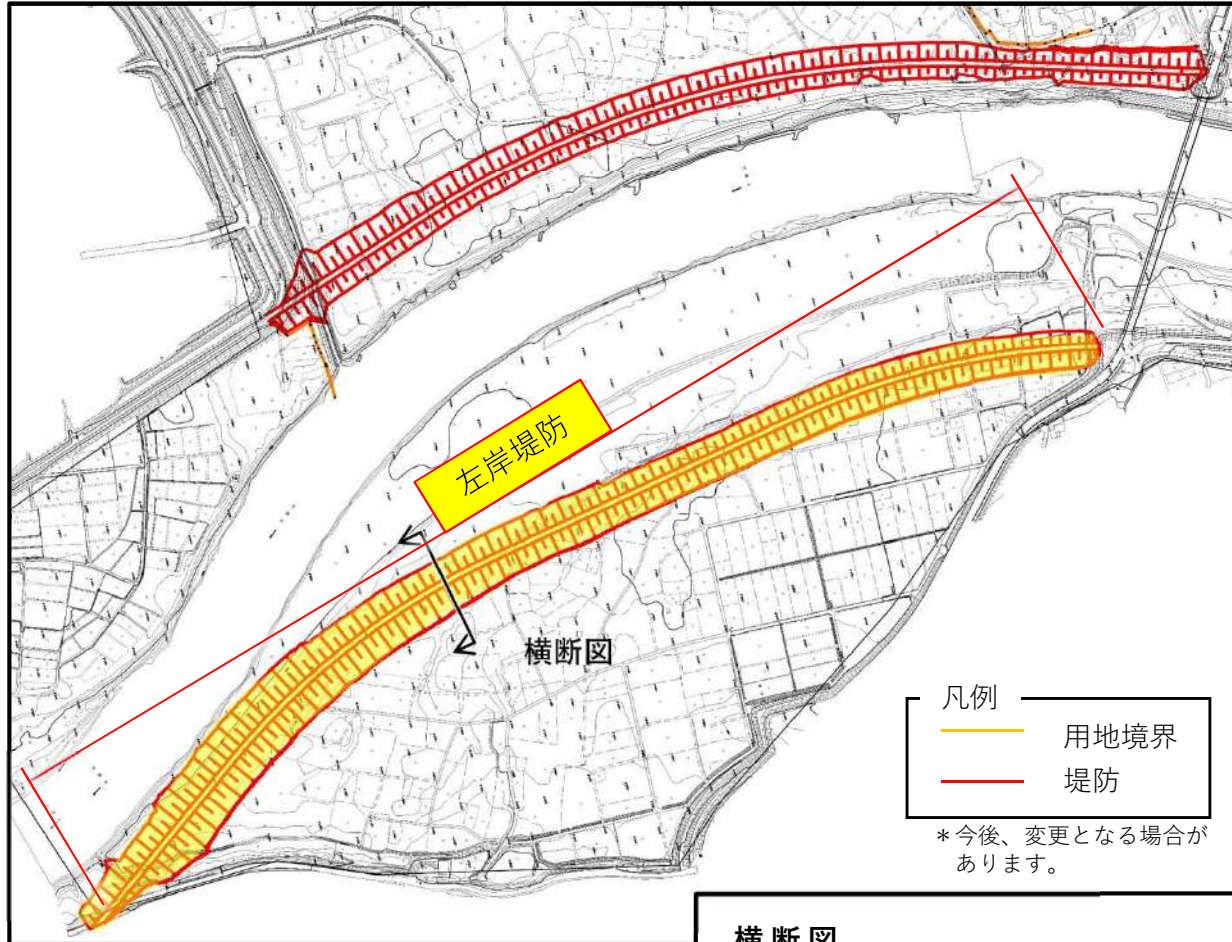 左岸堤防
横断図
凡例
用地境界
堤防
＊今後、変更となる場合が
あります。
横断図